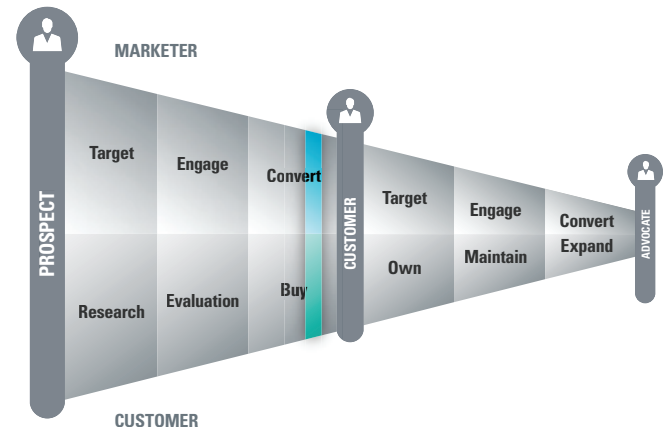 MARKETER
PROSPECT
Target
Engage
Convert
CUSTOMER
Target
Engage
Convert
ADVOCATE
Research
Evaluation
Buy
Own
Maintain
Expand
CUSTOMER